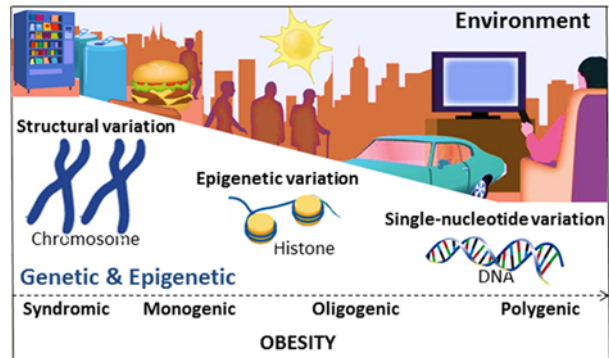 Environment
Structural variation
Chromosome
Epigenetic variation
Histone
Single-nucleotide variation
DNA
Genetic & Epigenetic
Syndromic Monogenic Oligogenic Polygenic
OBESITY